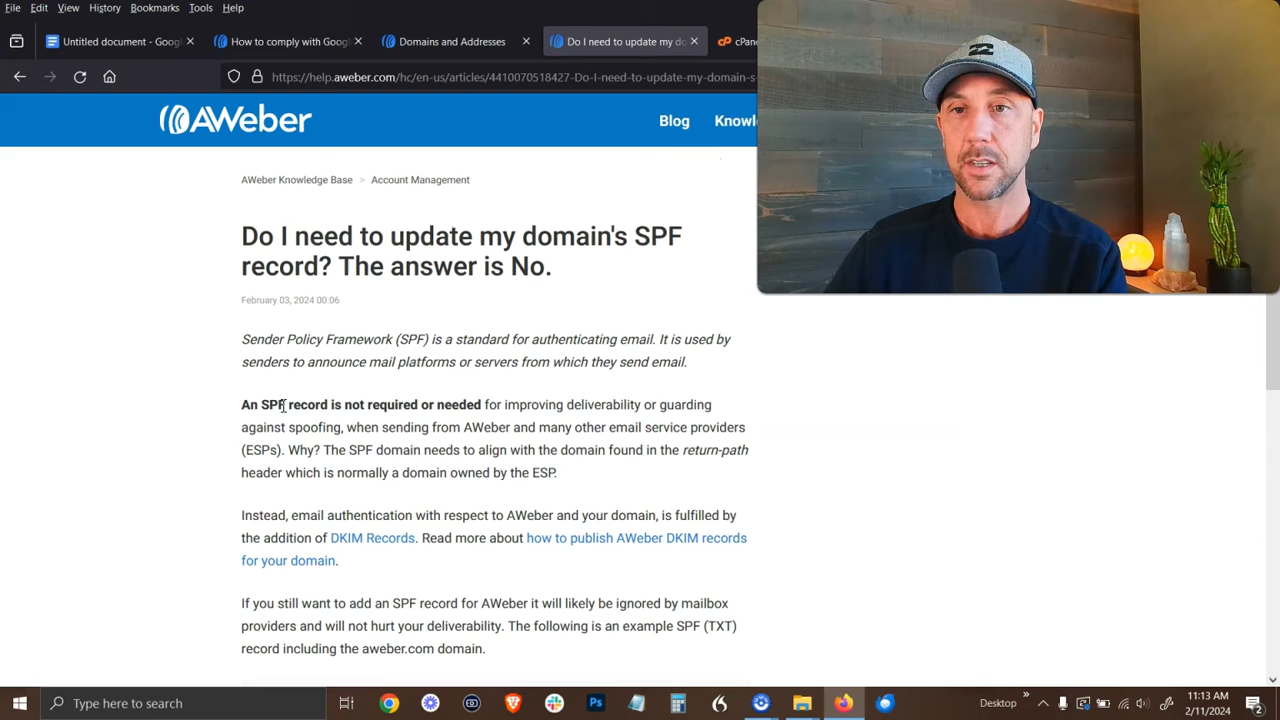 File Edit View History Bookmarks Tools Help
Untitled document - Goog
How to comply with Googl
Domains and Addresses
Do I need to update my do
cPan
https://help.aweber.com/hc/en-us/articles/4410070518427-Do-I-need-to-update-my-domain-s
AWeber
Blog
Knowl
AWeber Knowledge Base > Account Management
Do I need to update my domain's SPF
record? The answer is No.
February 03, 2024 00:06
Sender Policy Framework (SPF) is a standard for authenticating email. It is used by
senders to announce mail platforms or servers from which they send email.
An SPF record is not required or needed for improving deliverability or guarding
against spoofing, when sending from AWeber and many other email service providers
(ESPs). Why? The SPF domain needs to align with the domain found in the return-path
header which is normally a domain owned by the ESP.
Instead, email authentication with respect to AWeber and your domain, is fulfilled by
the addition of DKIM Records. Read more about how to publish AWeber DKIM records
for your domain.
If you still want to add an SPF record for AWeber it will likely be ignored by mailbox
providers and will not hurt your deliverability. The following is an example SPF (TXT)
record including the aweber.com domain.
Type here to search
Ps
Desktop
11:13 AM
2/11/2024
2